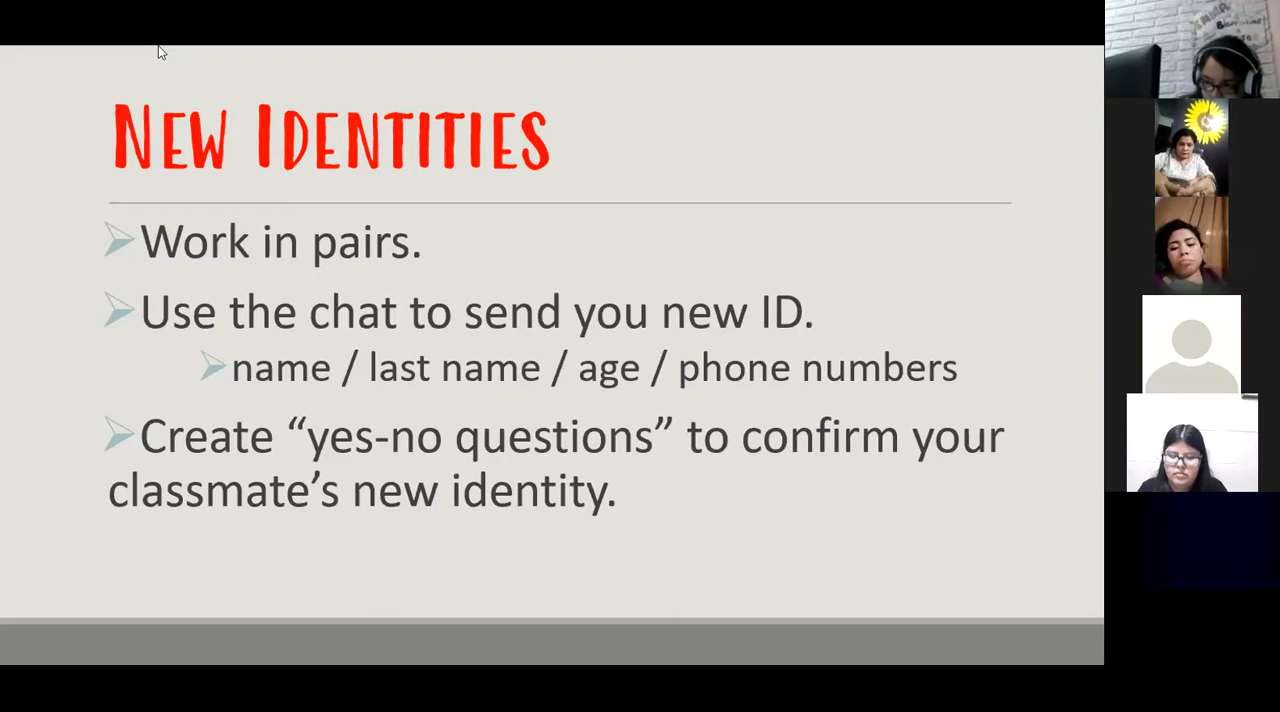 NEW IDENTITIES
Work in pairs.
Use the chat to send you new ID.
name / last name / age / phone numbers
Create “yes-no questions” to confirm your
classmate’s new identity.